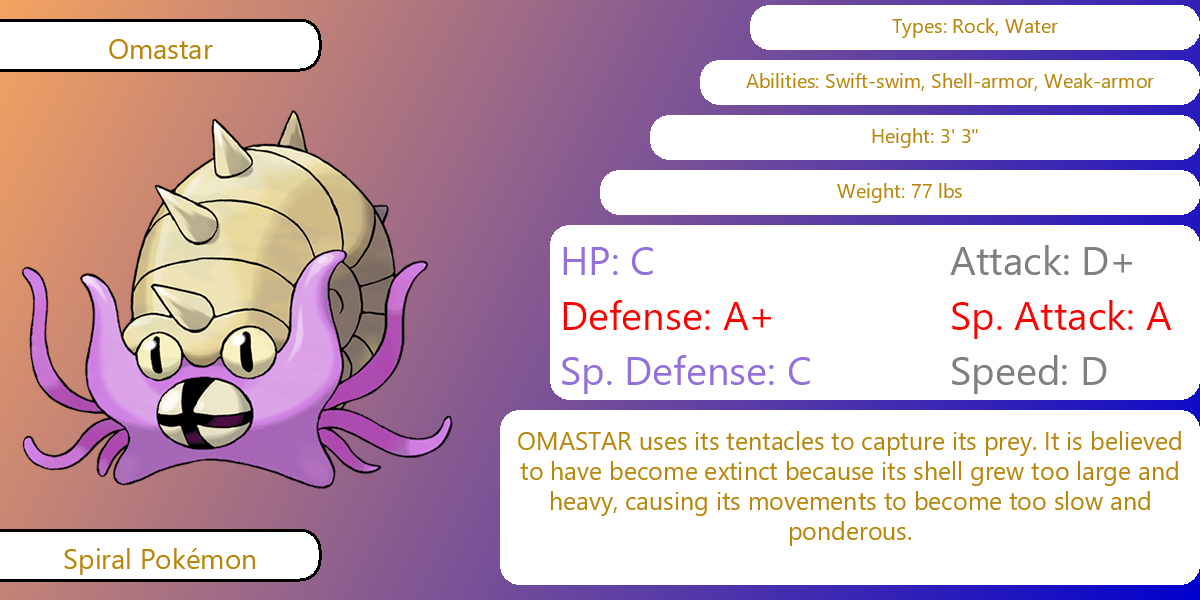 Omastar
Types: Rock, Water
Abilities: Swift-swim, Shell-armor, Weak-armor
Height: 3' 3"
Weight: 77 lbs
HP: C
Attack: D+
Defense: A+
Sp. Attack: A
Sp. Defense: C
Speed: D
OMASTAR uses its tentacles to capture its prey. It is believed
to have become extinct because its shell grew too large and
heavy, causing its movements to become too slow and
ponderous.
Spiral Pokémon